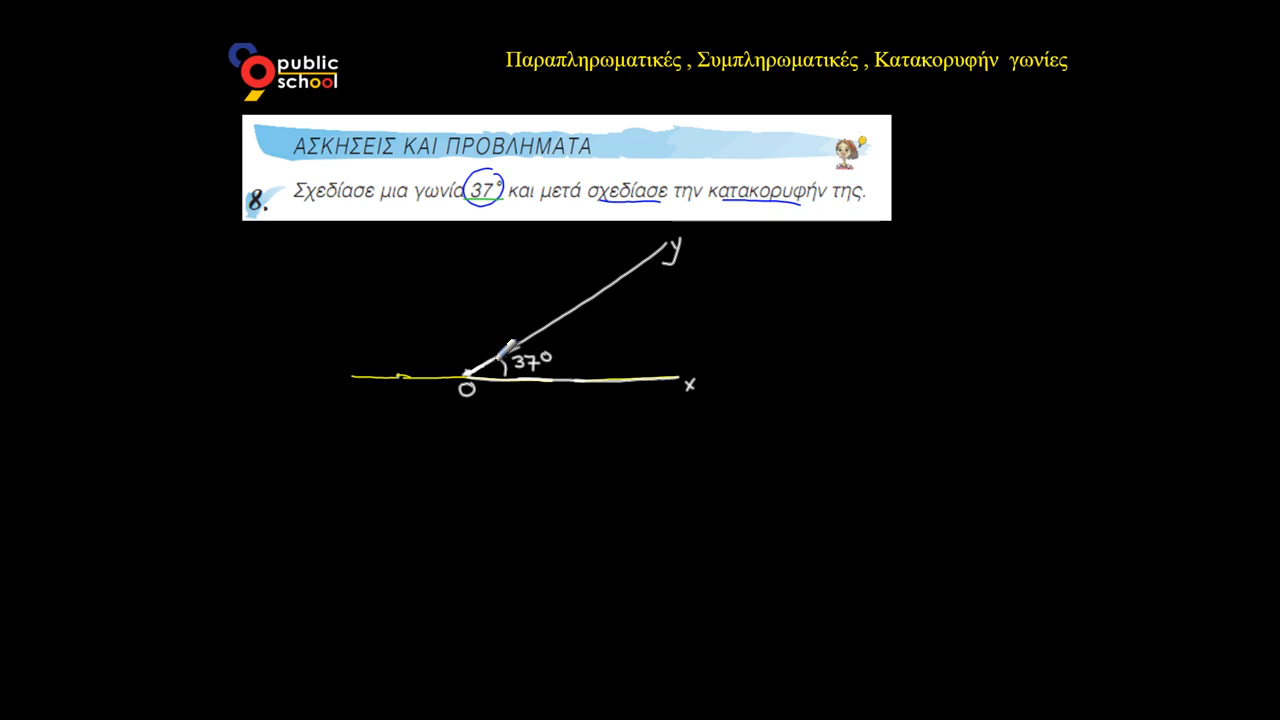 public
school
Παραπληρωματικές , Συμπληρωματικές , Κατακορυφήν γωνίες
ΑΣΚΗΣΕΙΣ ΚΑΙ ΠΡΟΒΛΗΜΑΤΑ
8. Σχεδίασε μια γωνία 37° και μετά σχεδίασε την κατακορυφήν της.
y
37°
O
x